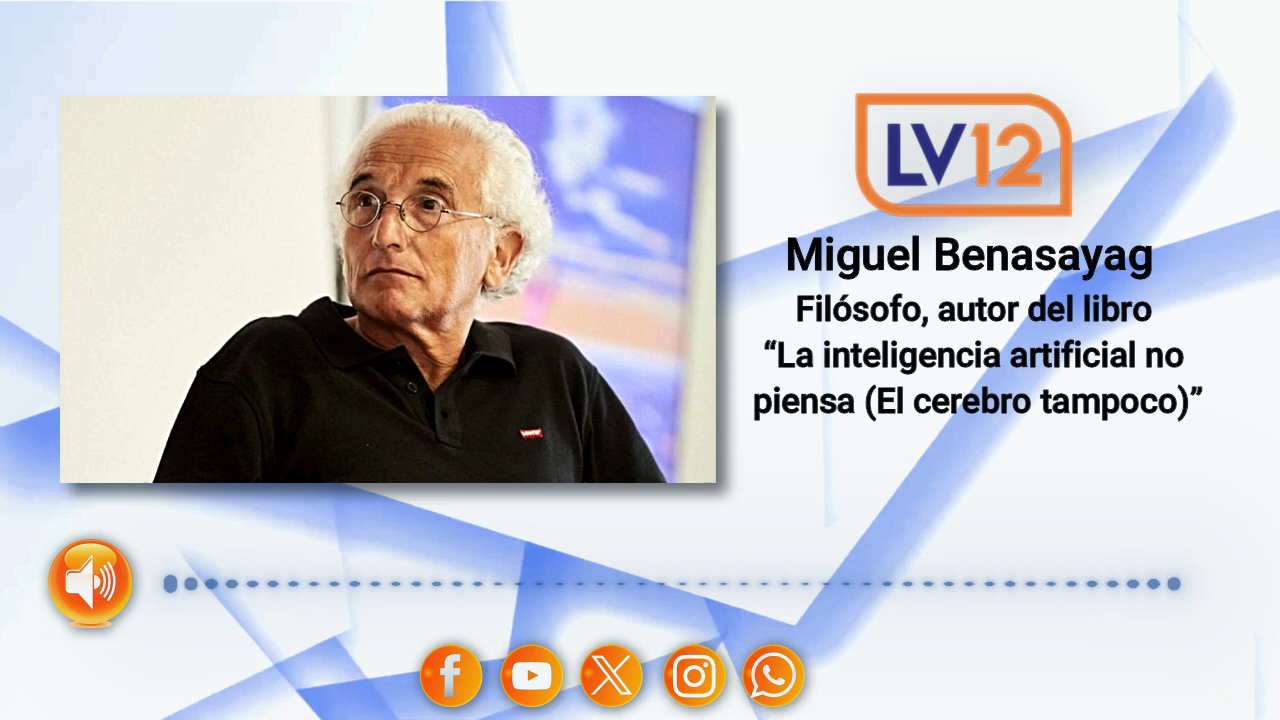 LV12
Miguel Benasayag
Filósofo, autor del libro
“La inteligencia artificial no
piensa (El cerebro tampoco)”